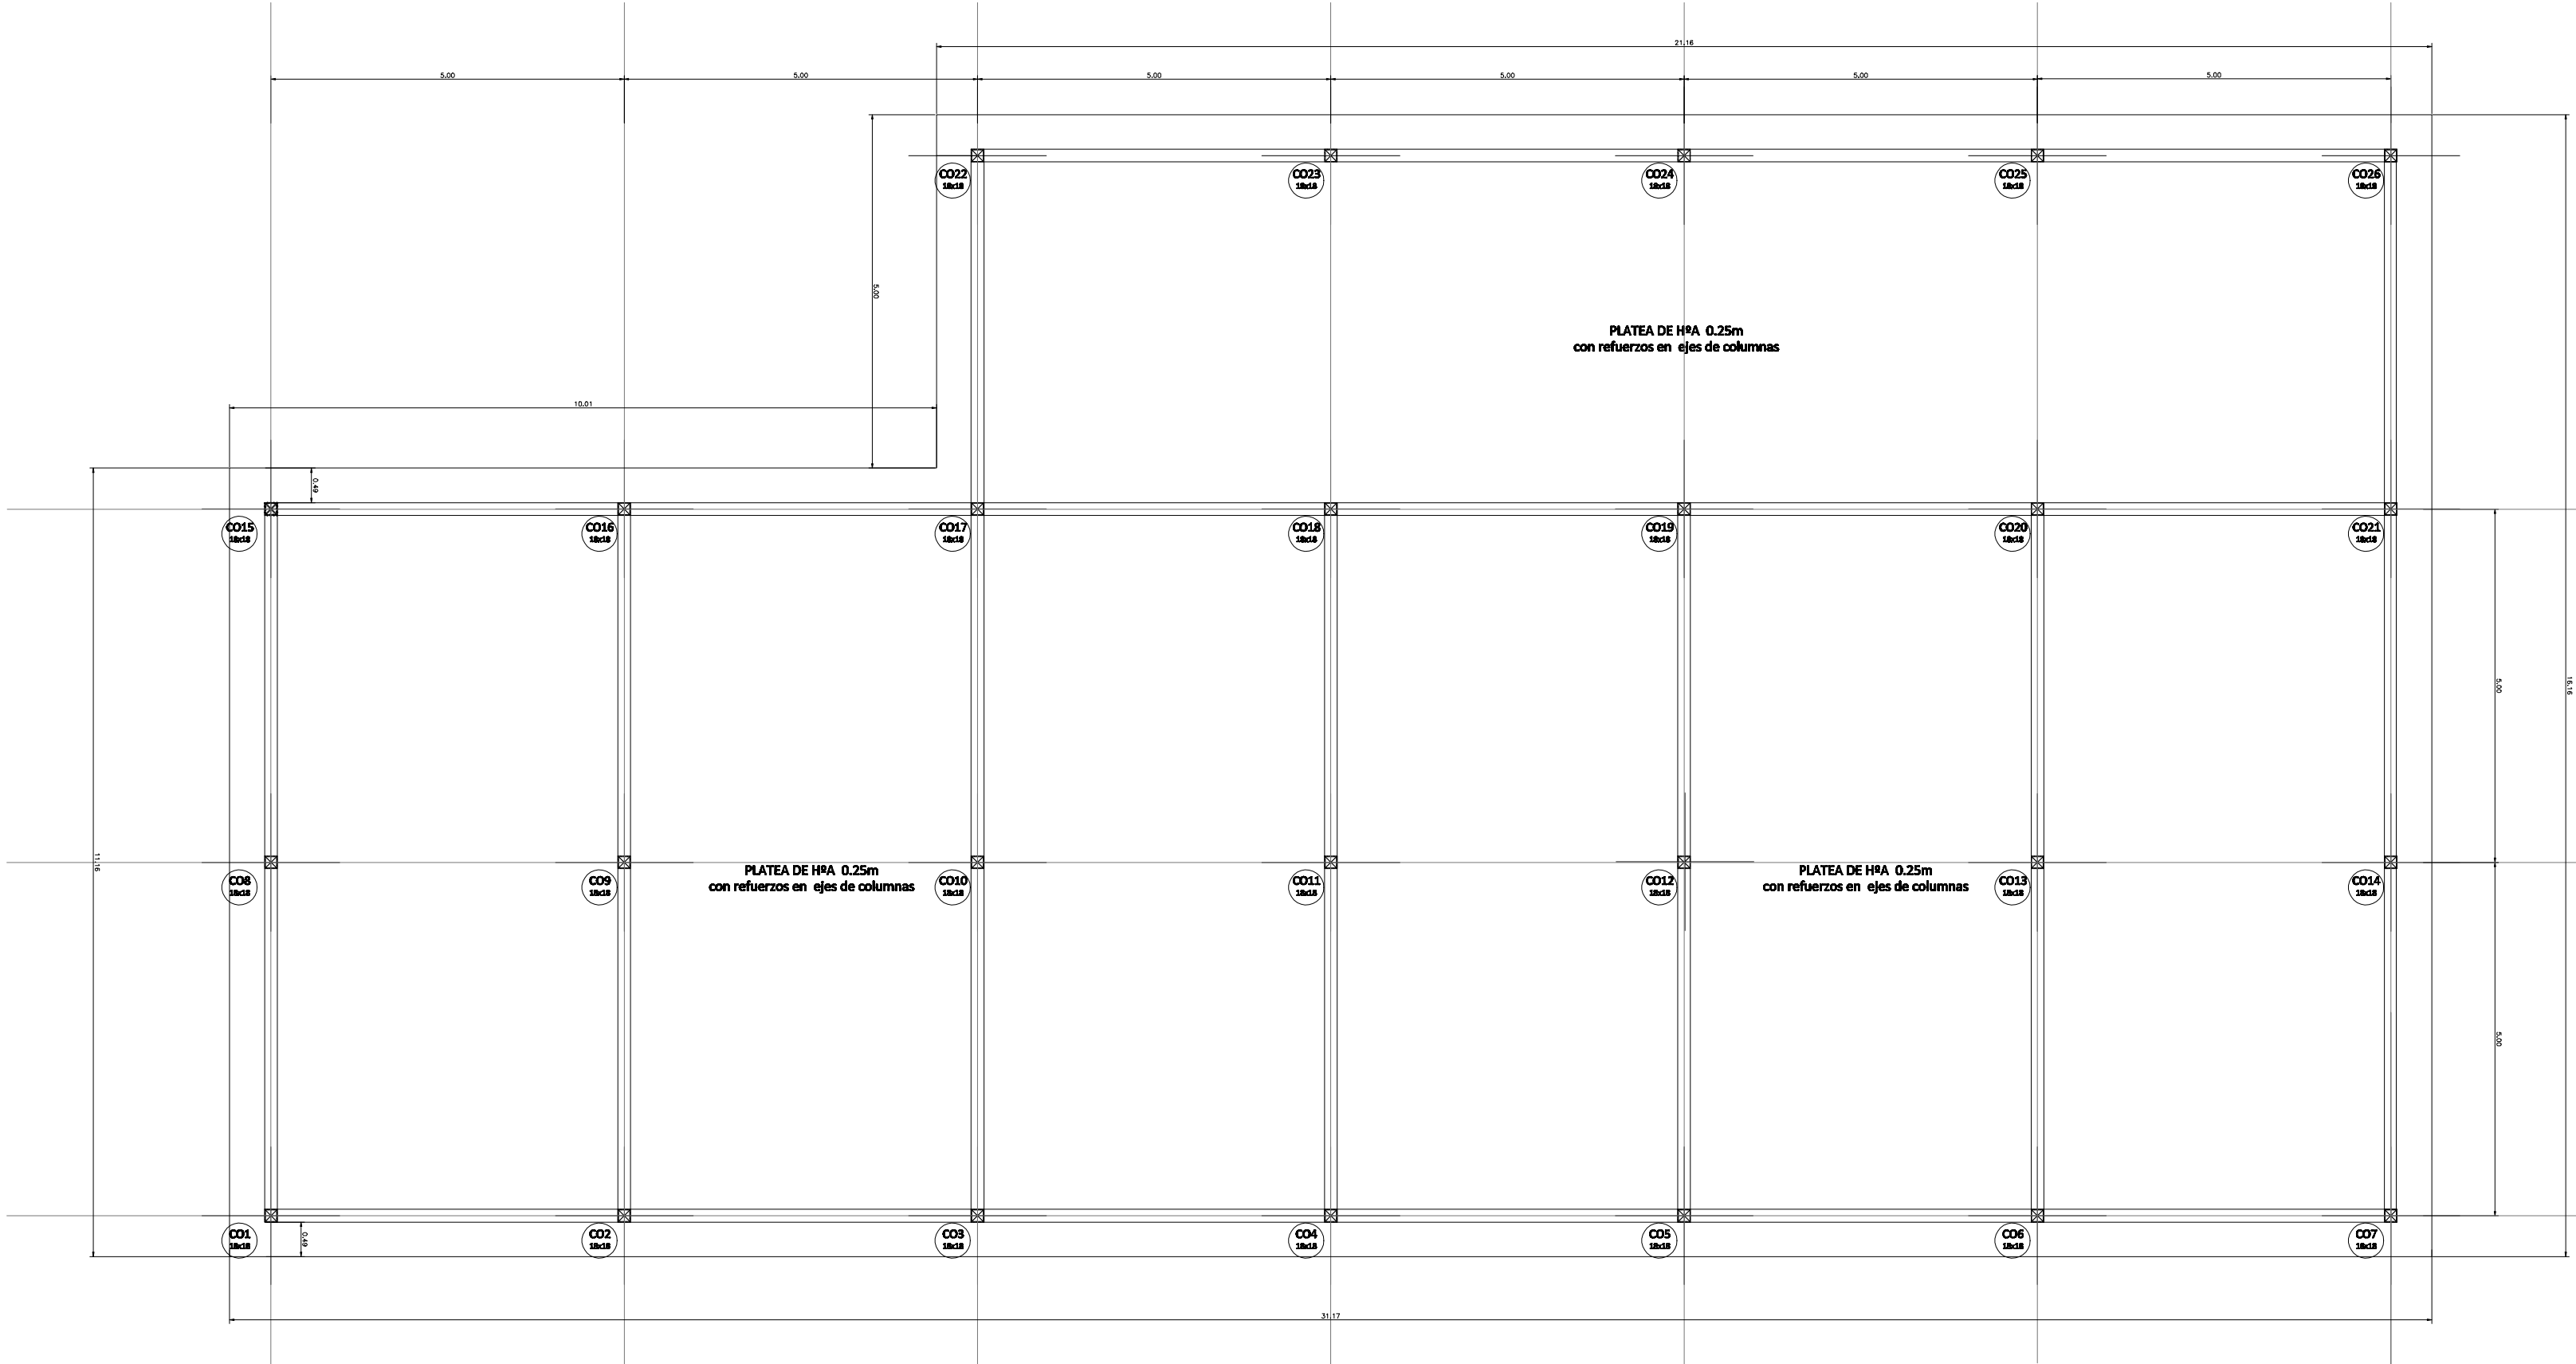 21.16
5.00 5.00 5.00 5.00 5.00 5.00
CO22 CO23 CO24 CO25 CO26
18x18 18x18 18x18 18x18 18x18
5.00
PLATEA DE HºA 0.25m
con refuerzos en ejes de columnas
10.01
0.49
CO15 CO16 CO17 CO18 CO19 CO20 CO21
18x18 18x18 18x18 18x18 18x18 18x18 18x18
5.00
16.16
11.16
PLATEA DE HºA 0.25m
con refuerzos en ejes de columnas
PLATEA DE HºA 0.25m
con refuerzos en ejes de columnas
CO8 CO9 CO10 CO11 CO12 CO13 CO14
18x18 18x18 18x18 18x18 18x18 18x18 18x18
5.00
CO1 CO2 CO3 CO4 CO5 CO6 CO7
18x18 18x18 18x18 18x18 18x18 18x18 18x18
0.49
31.17